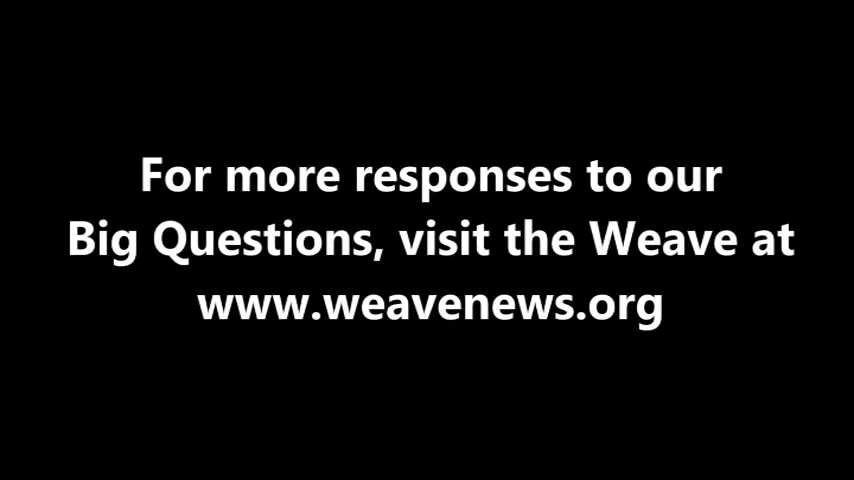 For more responses to our
Big Questions, visit the Weave at
www.weavenews.org